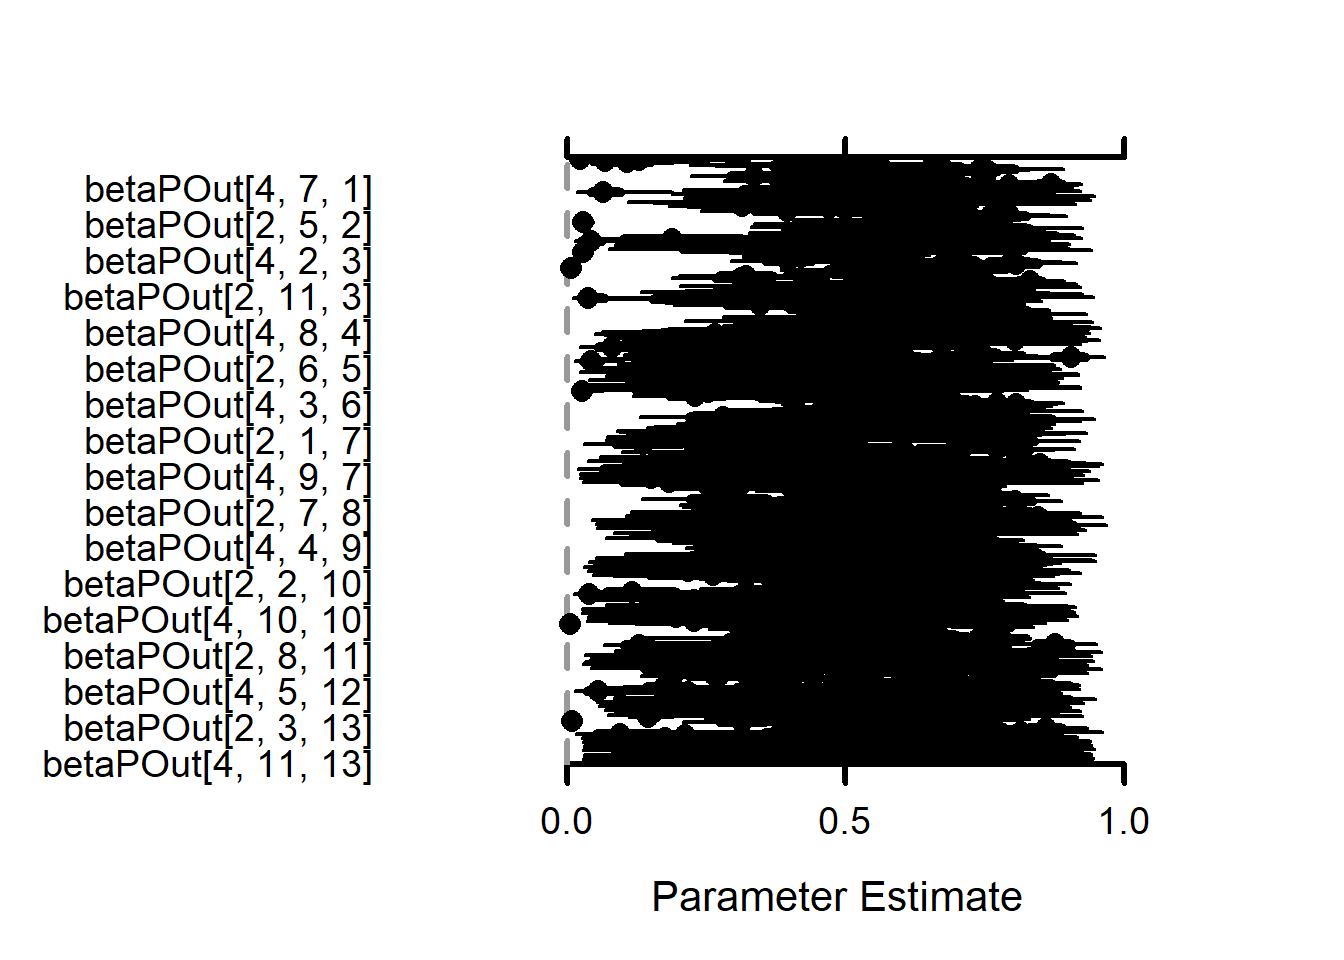 betaPOut[4, 7, 1]
betaPOut[2, 5, 2]
betaPOut[4, 2, 3]
betaPOut[2, 11, 3]
betaPOut[4, 8, 4]
betaPOut[2, 6, 5]
betaPOut[4, 3, 6]
betaPOut[2, 1, 7]
betaPOut[4, 9, 7]
betaPOut[2, 7, 8]
betaPOut[4, 4, 9]
betaPOut[2, 2, 10]
betaPOut[4, 10, 10]
betaPOut[2, 8, 11]
betaPOut[4, 5, 12]
betaPOut[2, 3, 13]
betaPOut[4, 11, 13]
0.0 0.5 1.0
Parameter Estimate